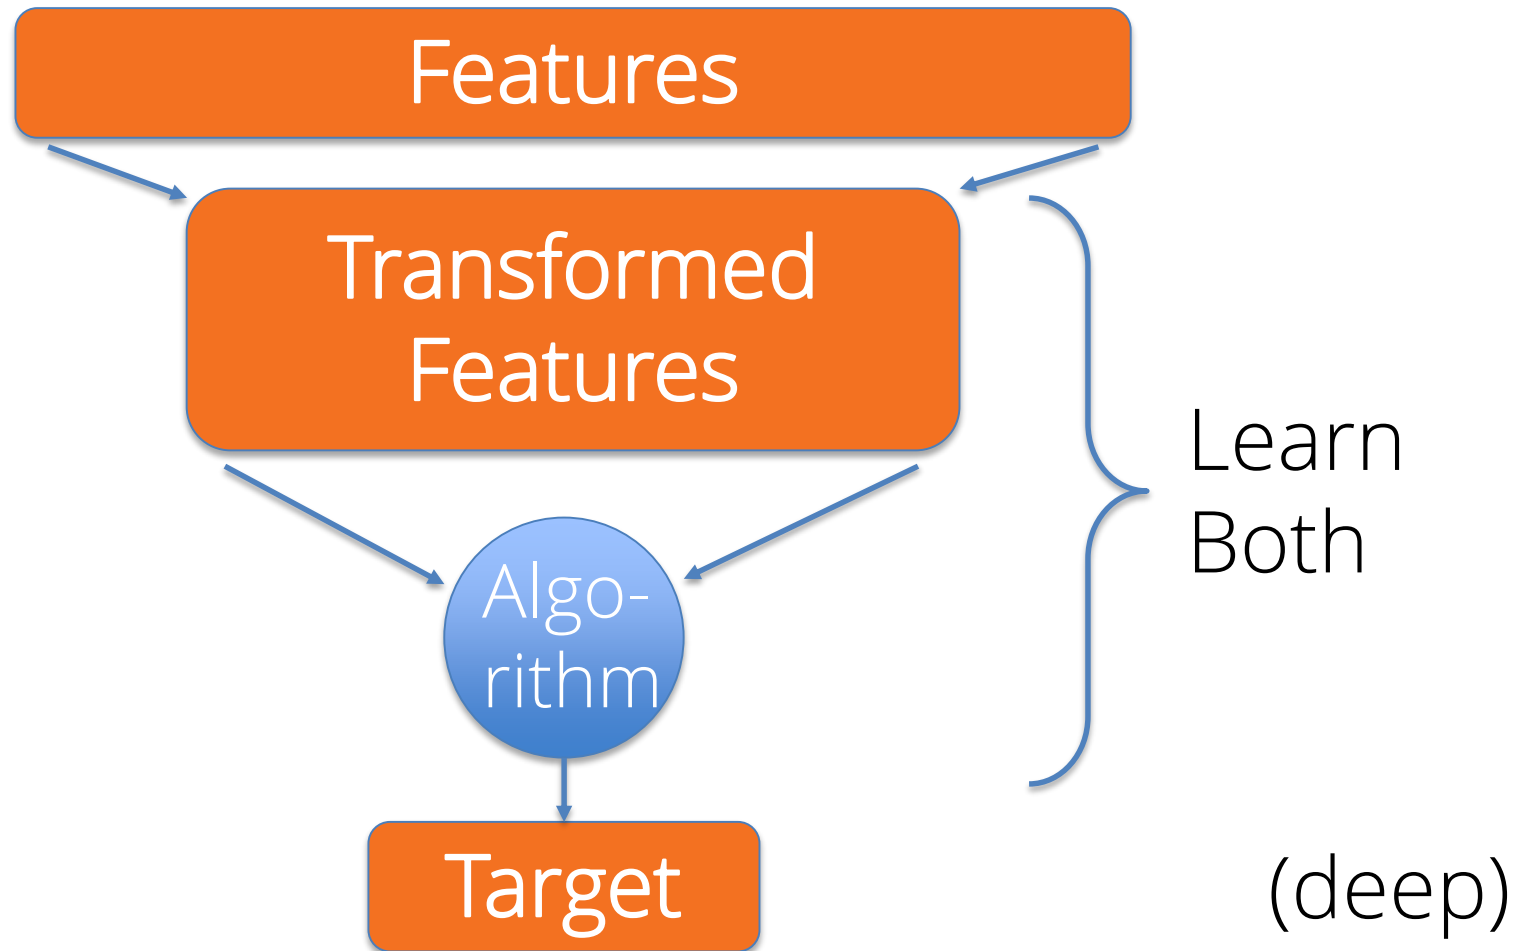 Features
Transformed
Features
Learn
Both
Algo-
rithm
Target
(deep)